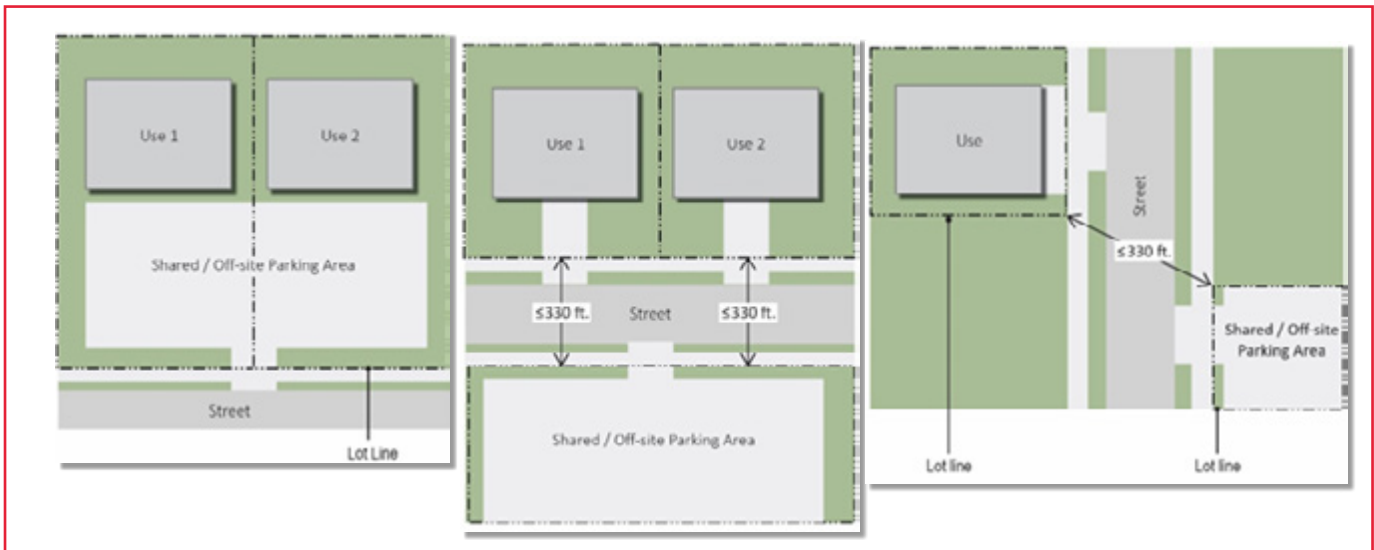 Use 1
Use 2
Shared / Off-site Parking Area
Street
Lot Line
Use 1
Use 2
≤330 ft.
Street
≤330 ft.
Shared / Off-site Parking Area
Use
Street
≤330 ft.
Shared / Off-site
Parking Area
Lot line
Lot line